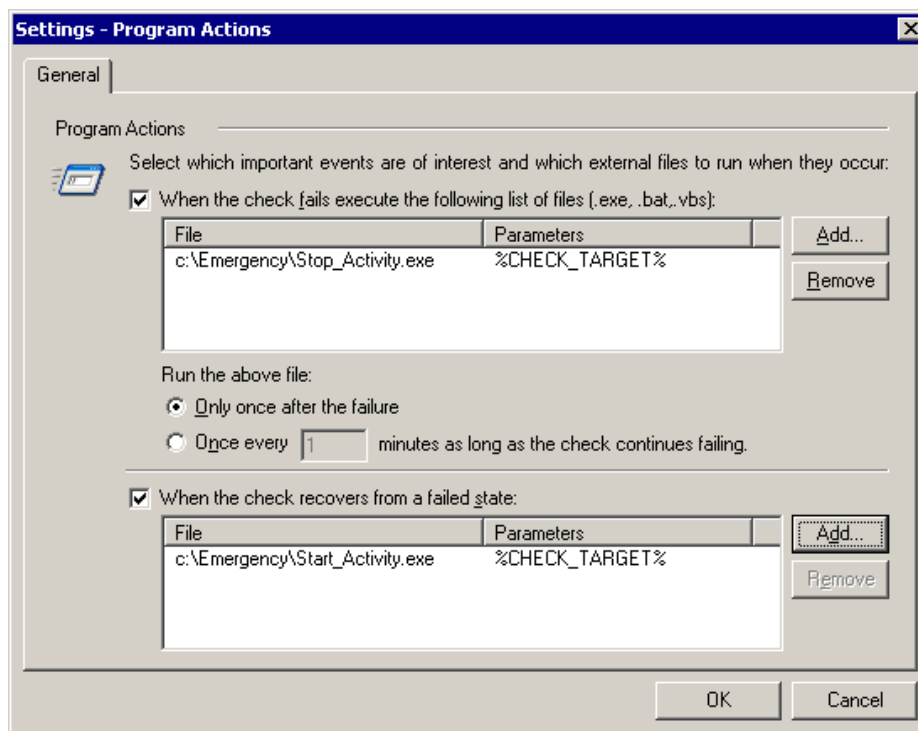 Settings - Program Actions
General
Program Actions
Select which important events are of interest and which external files to run when they occur:
When the check fails execute the following list of files (.exe, .bat,.vbs):
File Parameters Add...
c:\Emergency\Stop_Activity.exe %CHECK_TARGET%
Remove
Run the above file:
Only once after the failure
Once every 1 minutes as long as the check continues failing.
When the check recovers from a failed state:
File Parameters Add...
c:\Emergency\Start_Activity.exe %CHECK_TARGET%
Remove
OK Cancel